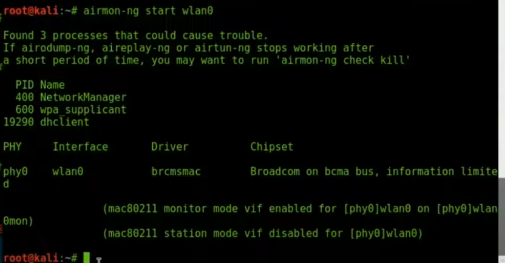 root@kali:~# airmon-ng start wlan0
Found 3 processes that could cause trouble.
If airodump-ng, aireplay-ng or airtun-ng stops working after
a short period of time, you may want to run 'airmon-ng check kill'
PID Name
400 NetworkManager
600 wpa_supplicant
19290 dhclient
PHY Interface Driver Chipset
phy0 wlan0 brcmsmac Broadcom on bcma bus, information limite
d
(mac80211 monitor mode vif enabled for [phy0]wlan0 on [phy0]wlan
0mon)
(mac80211 station mode vif disabled for [phy0]wlan0)
root@kali:~#